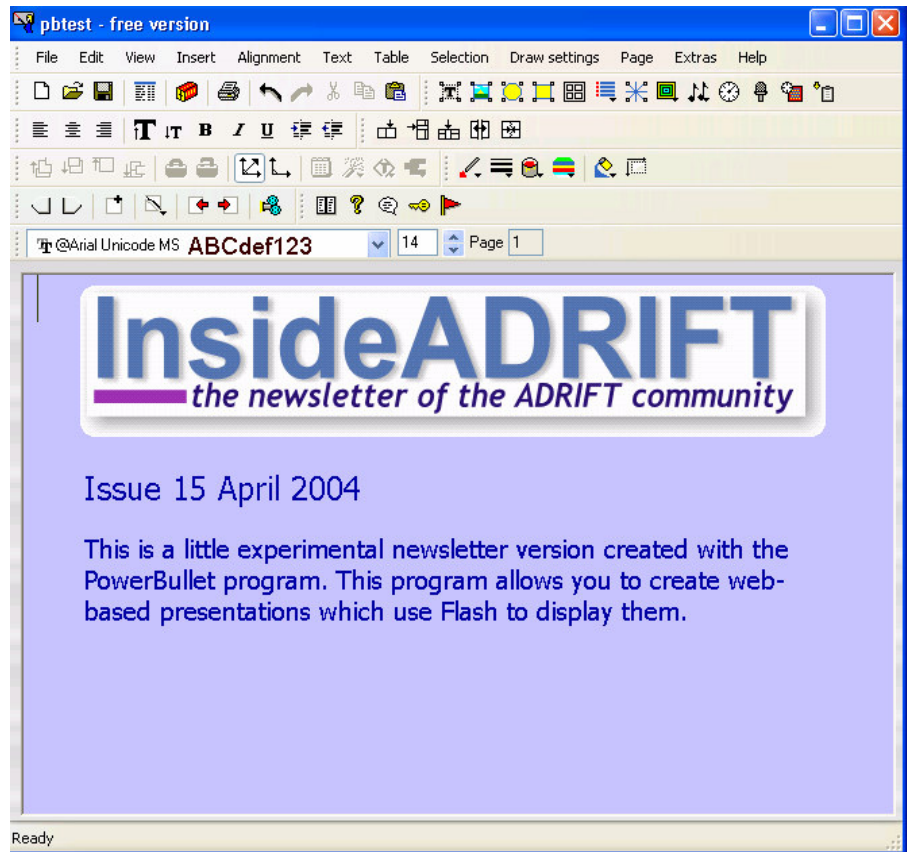 pbtest - free version
File Edit View Insert Alignment Text Table Selection Draw settings Page Extras Help
@Arial Unicode MS ABCdef123 14 Page 1
InsideADRIFT
the newsletter of the ADRIFT community
Issue 15 April 2004
This is a little experimental newsletter version created with the
PowerBullet program. This program allows you to create web-
based presentations which use Flash to display them.
Ready